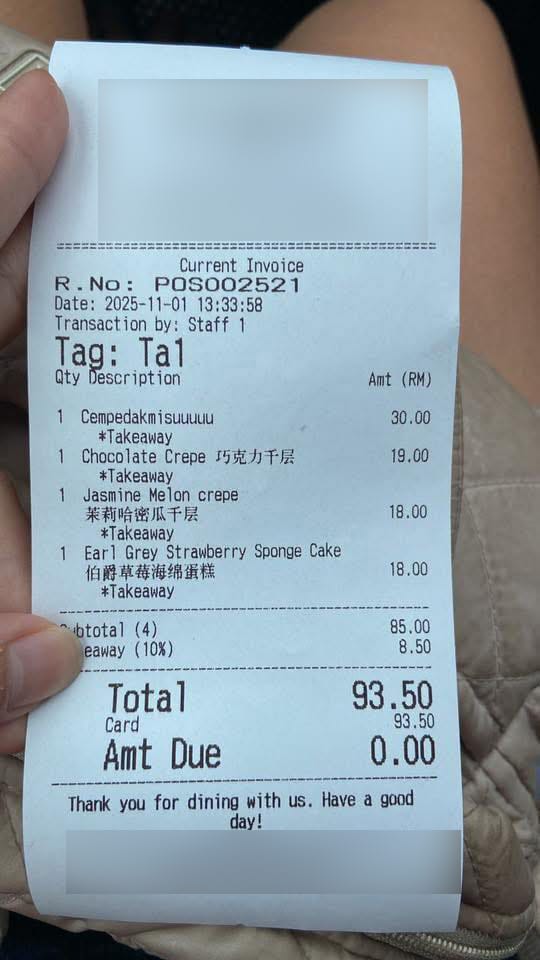 Current Invoice
R.No: POS002521
Date: 2025-11-01 13:33:58
Transaction by: Staff 1
Tag: Ta1
Qty Description Amt (RM)
1 Cempedakmisuuuuu 30.00
*Takeaway
1 Chocolate Crepe 巧克力千层 19.00
*Takeaway
1 Jasmine Melon crepe
茉莉哈密瓜千层 18.00
*Takeaway
1 Earl Grey Strawberry Sponge Cake
伯爵草莓海绵蛋糕 18.00
*Takeaway
Subtotal (4) 85.00
eaway (10%) 8.50
Total 93.50
Card 93.50
Amt Due 0.00
Thank you for dining with us. Have a good
day!